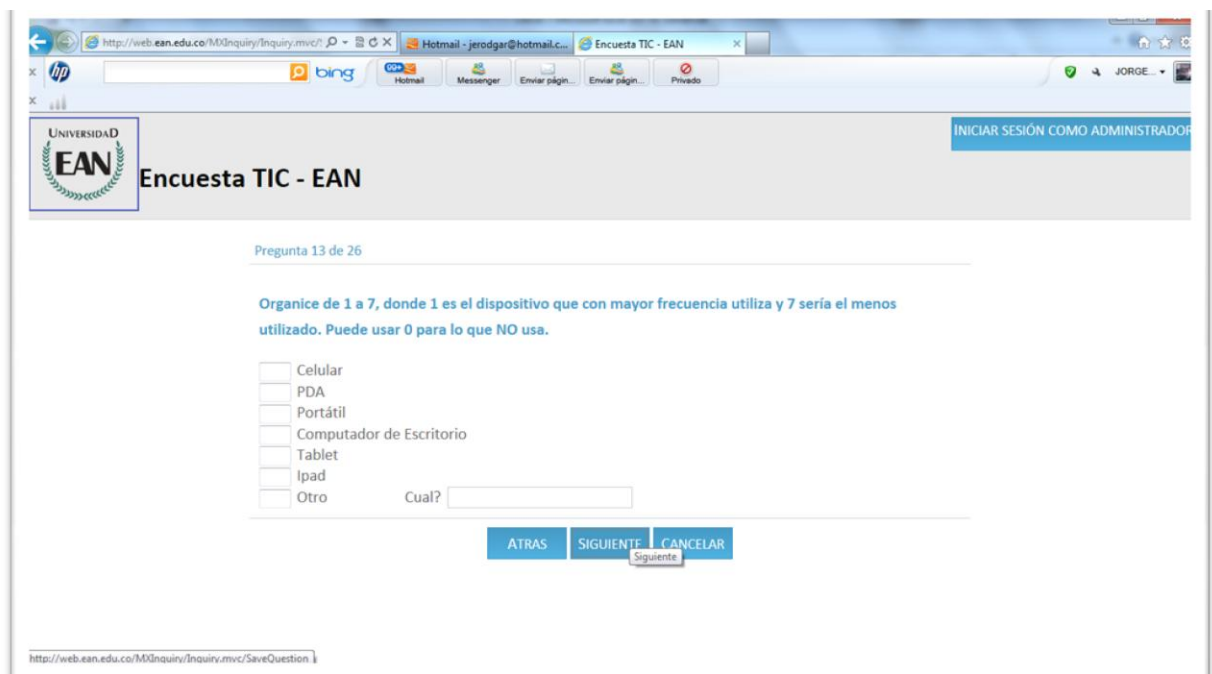 http://web.ean.edu.co/MXInquiry/Inquiry.mvc/
Hotmail - jerodgar@hotmail.c...
Encuesta TIC - EAN
hp
bing
99+
Hotmail
Messenger
Enviar págin...
Enviar págin...
Privado
JORGE...
UNIVERSIDAD
EAN
Encuesta TIC - EAN
INICIAR SESIÓN COMO ADMINISTRADOR
Pregunta 13 de 26
Organice de 1 a 7, donde 1 es el dispositivo que con mayor frecuencia utiliza y 7 sería el menos
utilizado. Puede usar 0 para lo que NO usa.
Celular
PDA
Portátil
Computador de Escritorio
Tablet
Ipad
Otro Cual?
ATRAS SIGUIENTE CANCELAR
Siguiente
http://web.ean.edu.co/MXInquiry/Inquiry.mvc/SaveQuestion